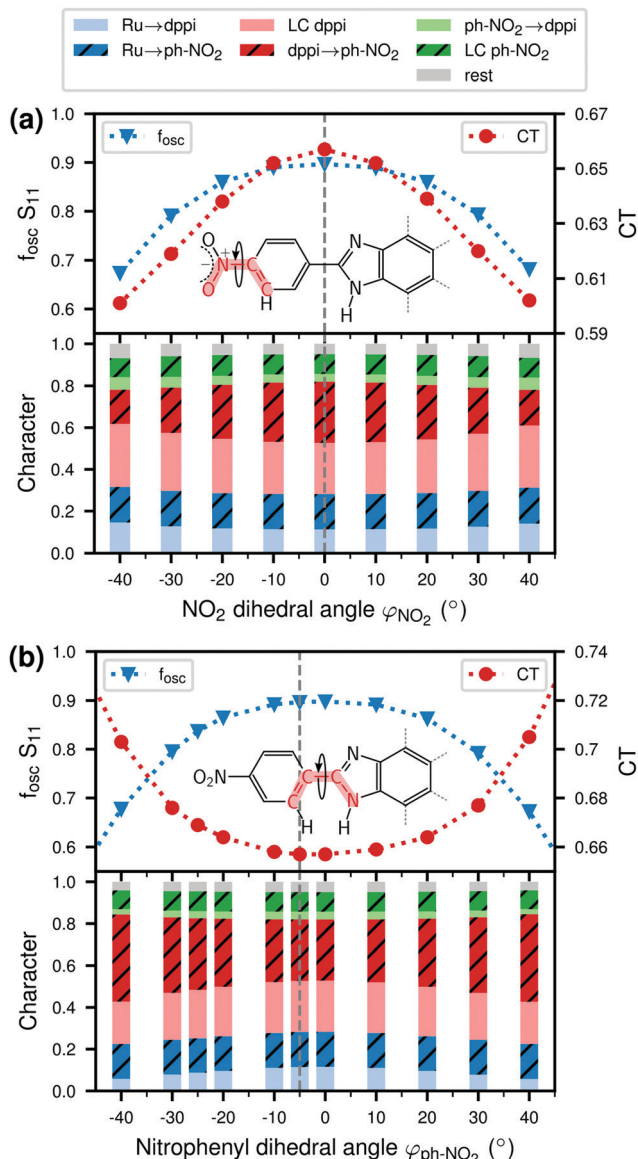 Ru→dppi LC dppi ph-NO₂→dppi
Ru→ph-NO₂ dppi→ph-NO₂ LC ph-NO₂
rest
(a)
1.0 0.67
f_osc CT
0.9 0.65
0.8 0.63
0.7 0.61
0.6 0.59
f_osc S₁₁
CT
O
N
+
−
O
C
C
H
N
N
H
1.0
0.8
0.6
0.4
0.2
0.0
Character
-40 -30 -20 -10 0 10 20 30 40
NO₂ dihedral angle φ_NO₂ (°)
(b)
1.0 0.74
f_osc CT
0.9 0.72
0.8 0.7
0.7 0.68
0.6 0.66
f_osc S₁₁
CT
O₂N
C
C
C
N
N
H
H
1.0
0.8
0.6
0.4
0.2
0.0
Character
-40 -30 -20 -10 0 10 20 30 40
Nitrophenyl dihedral angle φ_ph-NO₂ (°)